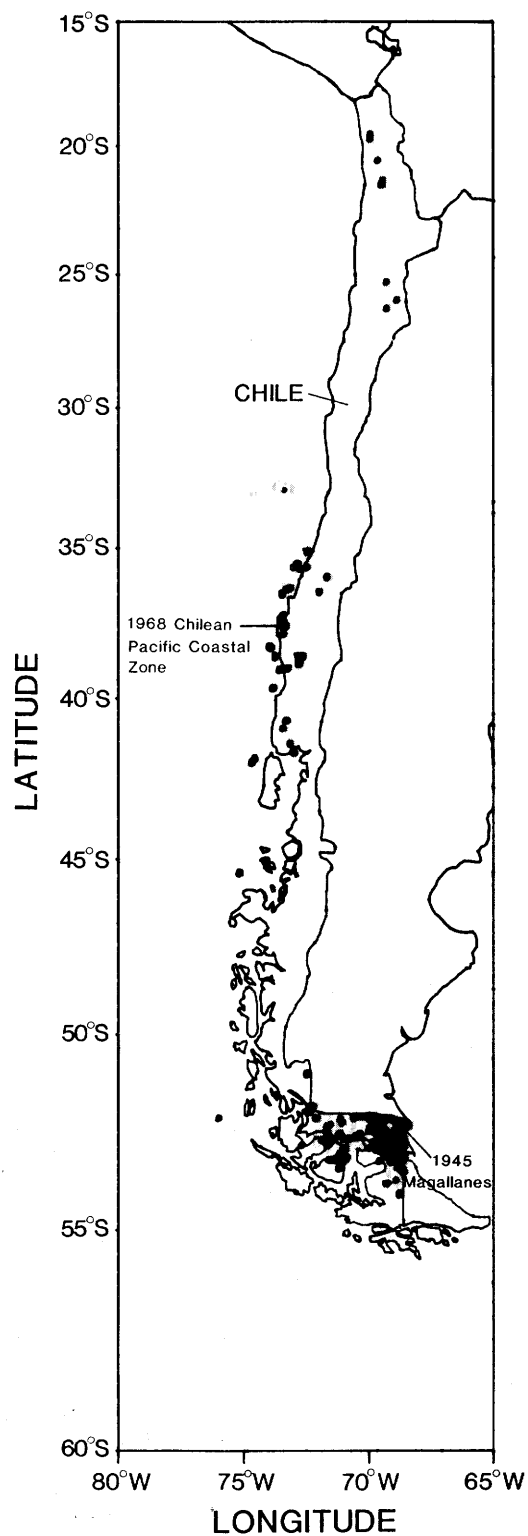 15°S
20°S
25°S
CHILE
30°S
35°S
1968 Chilean
Pacific Coastal
Zone
LATITUDE
40°S
45°S
50°S
1945
Magallanes
55°S
60°S
80°W 75°W 70°W 65°W
LONGITUDE